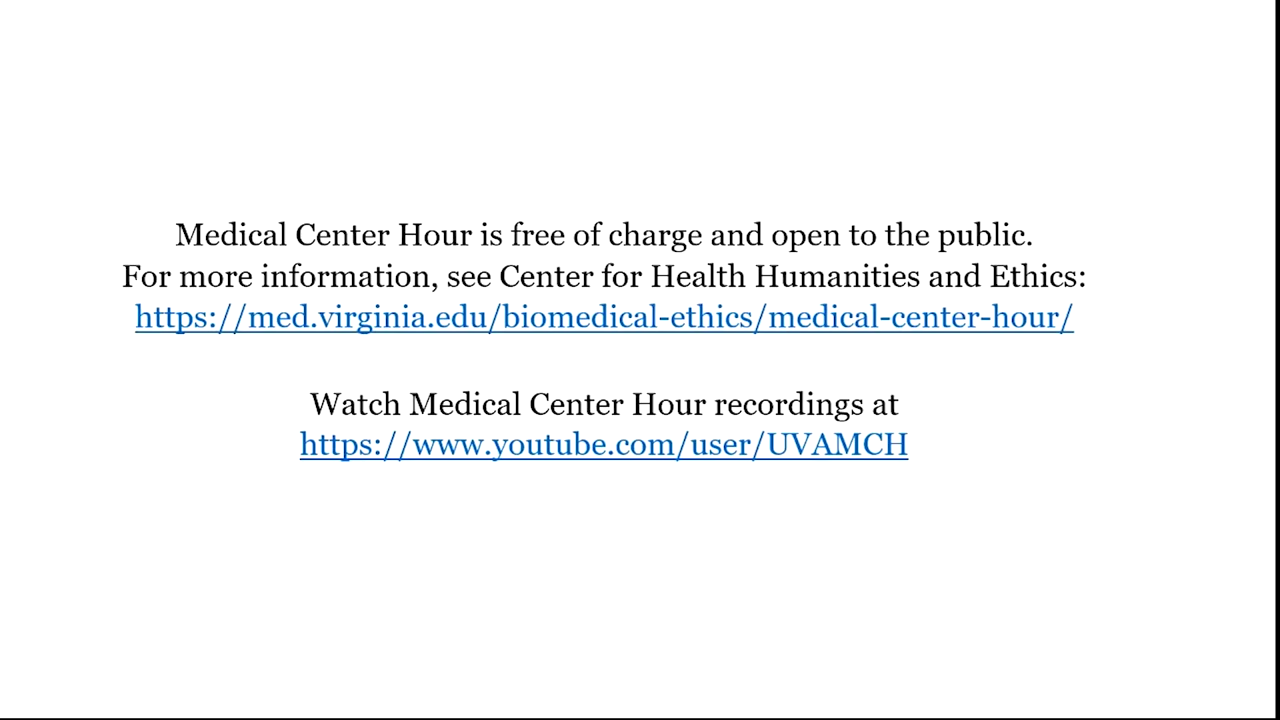 Medical Center Hour is free of charge and open to the public.
For more information, see Center for Health Humanities and Ethics:
https://med.virginia.edu/biomedical-ethics/medical-center-hour/
Watch Medical Center Hour recordings at
https://www.youtube.com/user/UVAMCH